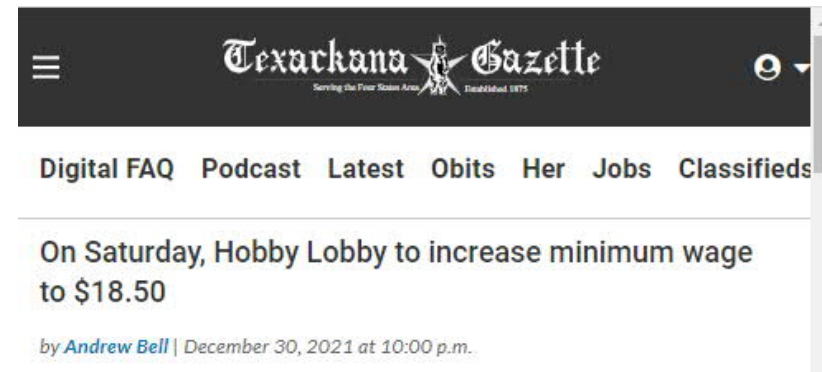 Texarkana Gazette
Serving the Four States Area Established 1875
Digital FAQ Podcast Latest Obits Her Jobs Classifieds
On Saturday, Hobby Lobby to increase minimum wage
to $18.50
by Andrew Bell | December 30, 2021 at 10:00 p.m.